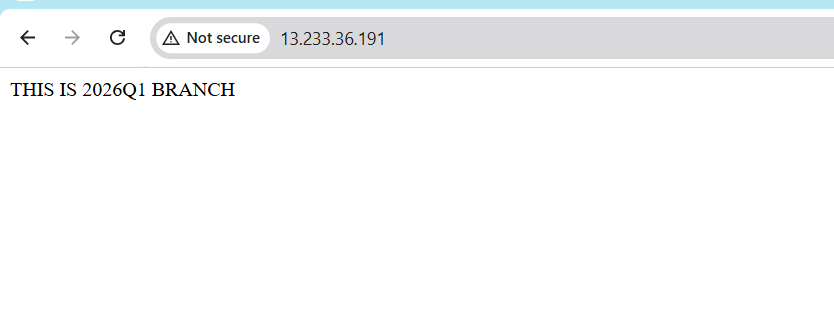 Not secure 13.233.36.191
THIS IS 2026Q1 BRANCH